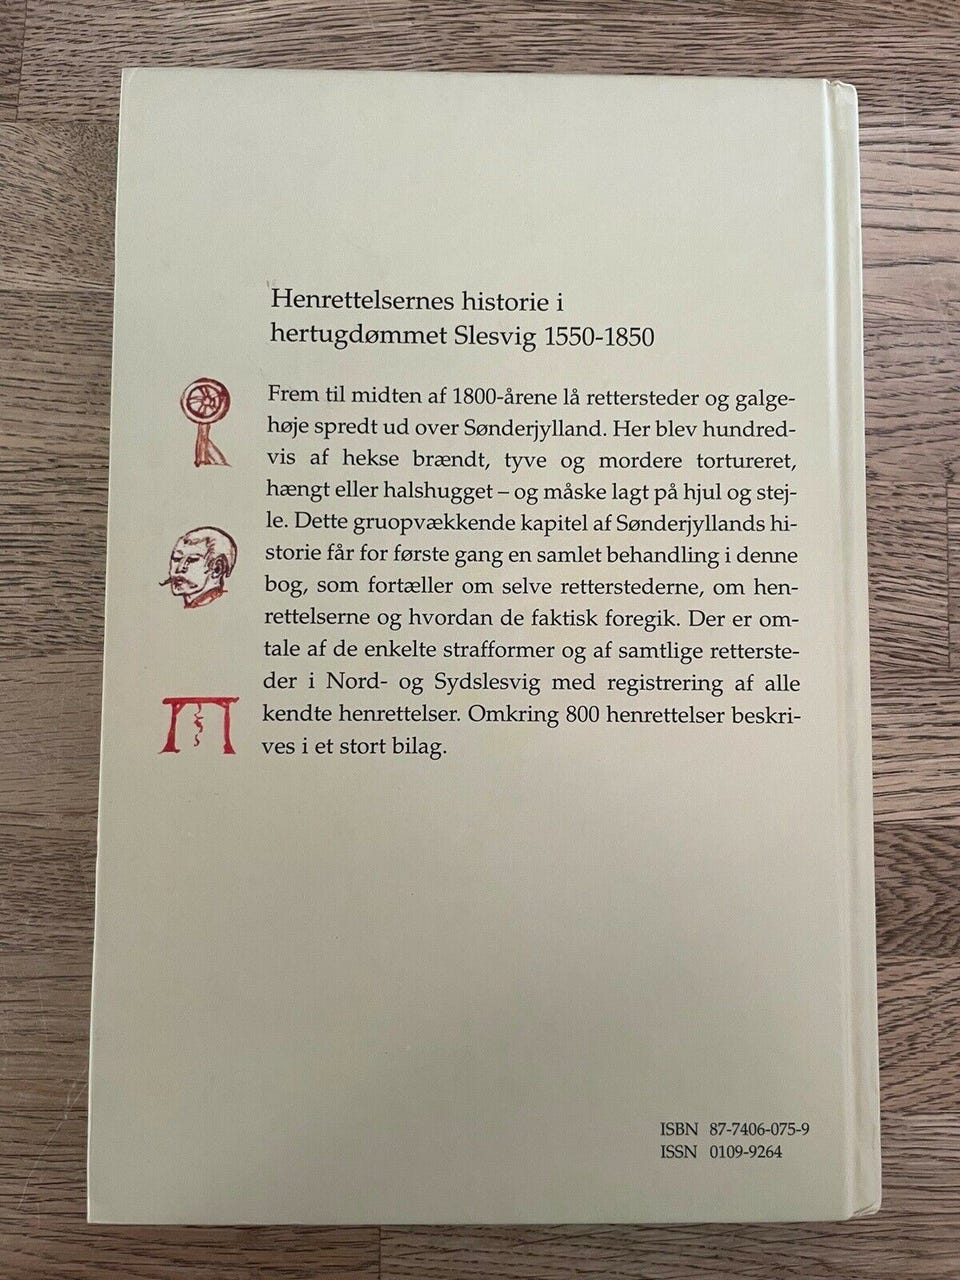 Henrettelsernes historie i
hertugdømmet Slesvig 1550-1850
Frem til midten af 1800-årene lå rettersteder og galge-
høje spredt ud over Sønderjylland. Her blev hundred-
vis af hekse brændt, tyve og mordere tortureret,
hængt eller halshugget – og måske lagt på hjul og stej-
le. Dette gruopvækkende kapitel af Sønderjyllands hi-
storie får for første gang en samlet behandling i denne
bog, som fortæller om selve retterstederne, om hen-
rettelserne og hvordan de faktisk foregik. Der er om-
tale af de enkelte strafformer og af samtlige retterste-
der i Nord- og Sydslesvig med registrering af alle
kendte henrettelser. Omkring 800 henrettelser beskri-
ves i et stort bilag.
ISBN 87-7406-075-9
ISSN 0109-9264